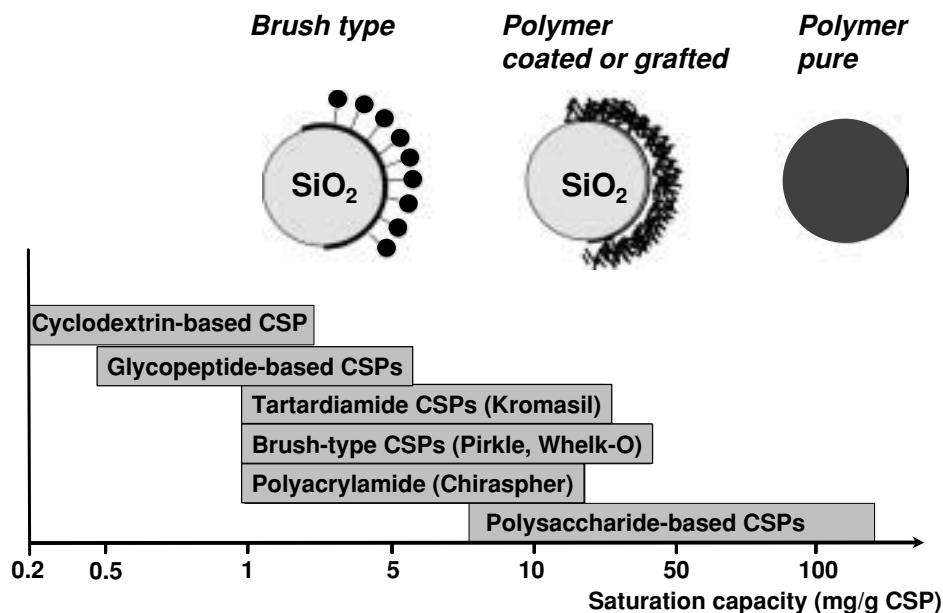 Brush type
Polymer
coated or grafted
Polymer
pure
SiO₂
SiO₂
Cyclodextrin-based CSP
Glycopeptide-based CSPs
Tartardiamide CSPs (Kromasil)
Brush-type CSPs (Pirkle, Whelk-O)
Polyacrylamide (Chiraspher)
Polysaccharide-based CSPs
0.2 0.5 1 5 10 50 100
Saturation capacity (mg/g CSP)